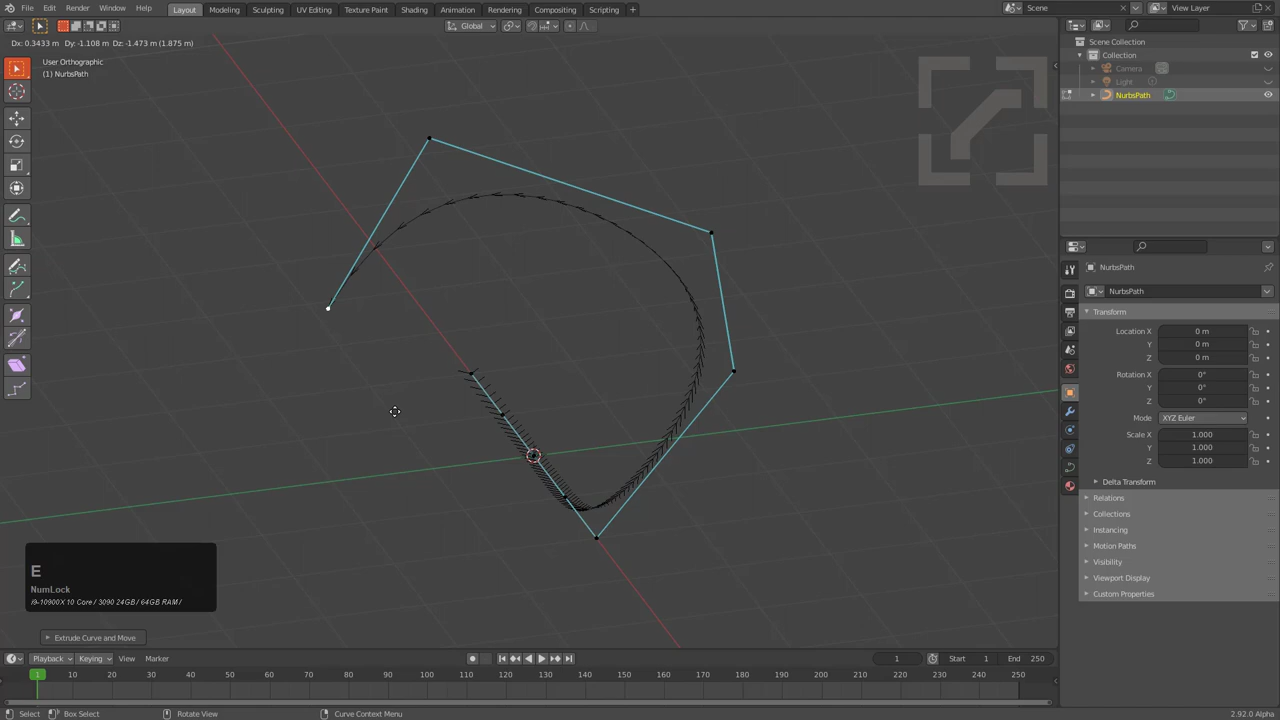 File Edit Render Window Help Layout Modeling Sculpting UV Editing Texture Paint Shading Animation Rendering Compositing Scripting + Scene View Layer
Global
Dx: 0.3433 m Dy: -1.108 m Dz: -1.473 m (1.875 m)
User Orthographic
(1) NurbsPath
Scene Collection
Collection
Camera
Light
NurbsPath
NurbsPath
NurbsPath
Transform
Location X 0 m
Y 0 m
Z 0 m
Rotation X 0°
Y 0°
Z 0°
Mode XYZ Euler
Scale X 1.000
Y 1.000
Z 1.000
Delta Transform
Relations
Collections
Instancing
Motion Paths
Visibility
Viewport Display
Custom Properties
E
NumLock
i9-10900X 10 Core / 3090 24GB / 64GB RAM /
Extrude Curve and Move
Playback Keying View Marker 1 Start 1 End 250
1 10 20 30 40 50 60 70 80 90 100 110 120 130 140 150 160 170 180 190 200 210 220 230 240 250
Select Box Select Rotate View Curve Context Menu 2.92.0 Alpha